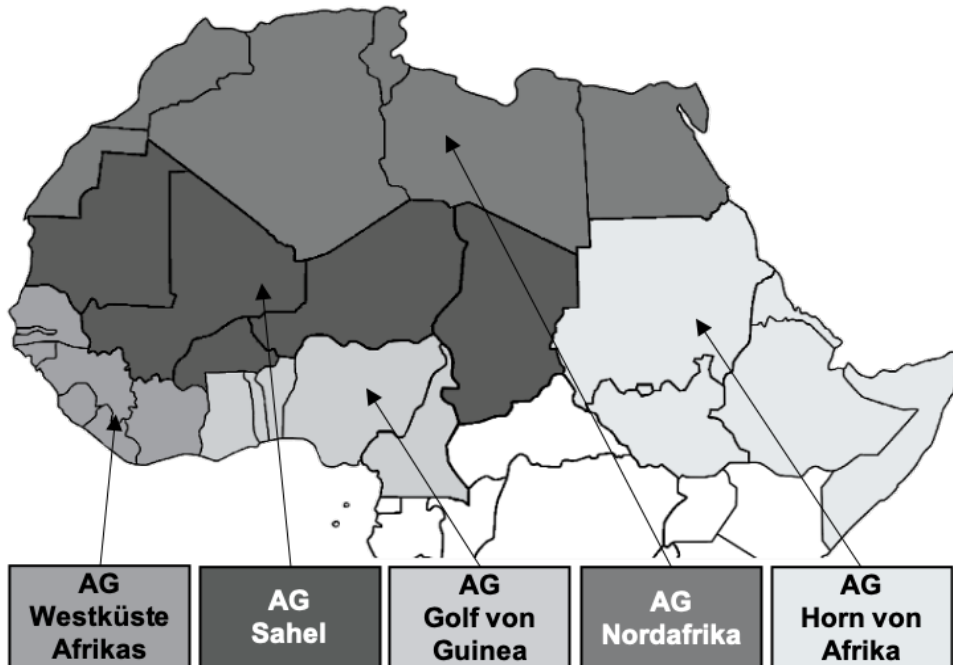 AG
Westküste
Afrikas
AG
Sahel
AG
Golf von
Guinea
AG
Nordafrika
AG
Horn von
Afrika